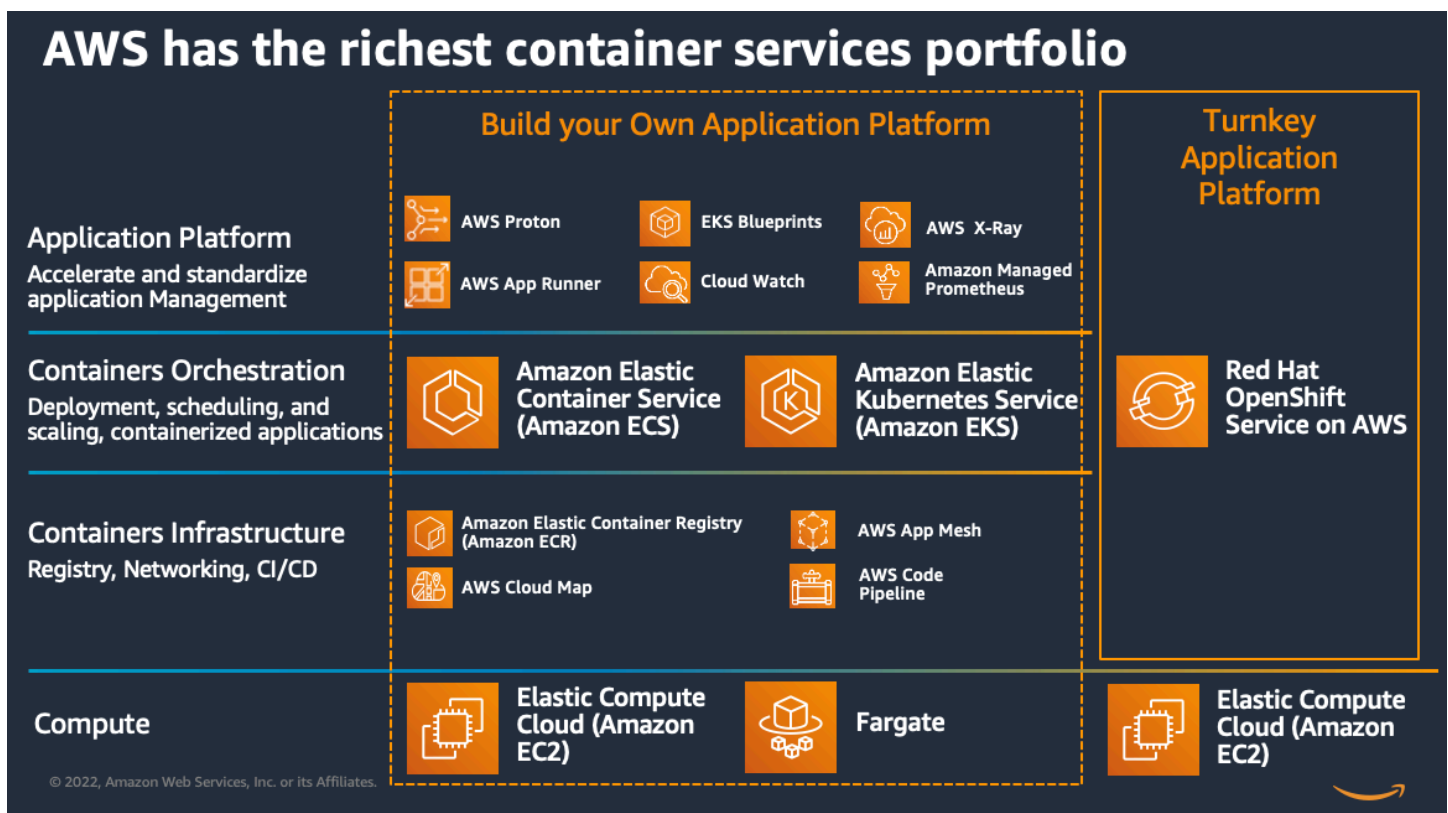 AWS has the richest container services portfolio
Build your Own Application Platform
Turnkey
Application
Platform
Application Platform
Accelerate and standardize
application Management
AWS Proton
EKS Blueprints
AWS X-Ray
AWS App Runner
Cloud Watch
Amazon Managed
Prometheus
Containers Orchestration
Deployment, scheduling, and
scaling, containerized applications
Amazon Elastic
Container Service
(Amazon ECS)
K
Amazon Elastic
Kubernetes Service
(Amazon EKS)
Red Hat
OpenShift
Service on AWS
Containers Infrastructure
Registry, Networking, CI/CD
Amazon Elastic Container Registry
(Amazon ECR)
AWS App Mesh
AWS Cloud Map
AWS Code
Pipeline
Compute
Elastic Compute
Cloud (Amazon
EC2)
Fargate
Elastic Compute
Cloud (Amazon
EC2)
© 2022, Amazon Web Services, Inc. or its Affiliates.